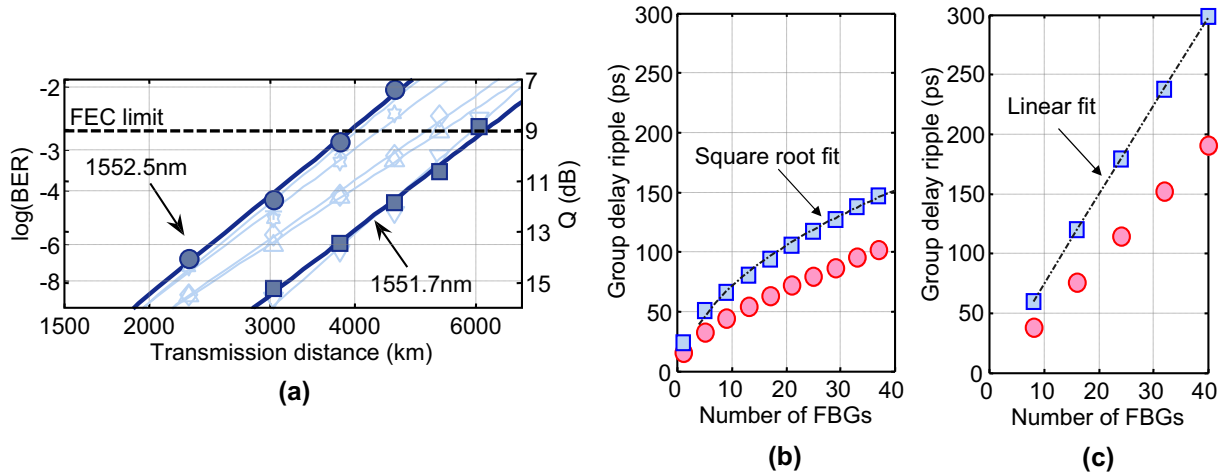 -2
-3
-4
-6
-8
log(BER)
FEC limit
1552.5nm
1551.7nm
7
9
11
13
15
Q (dB)
1500
2000
3000
4000
6000
Transmission distance (km)
(a)
300
250
200
150
100
50
0
Group delay ripple (ps)
Square root fit
0
10
20
30
40
Number of FBGs
(b)
300
250
200
150
100
50
0
Group delay ripple (ps)
Linear fit
0
10
20
30
40
Number of FBGs
(c)